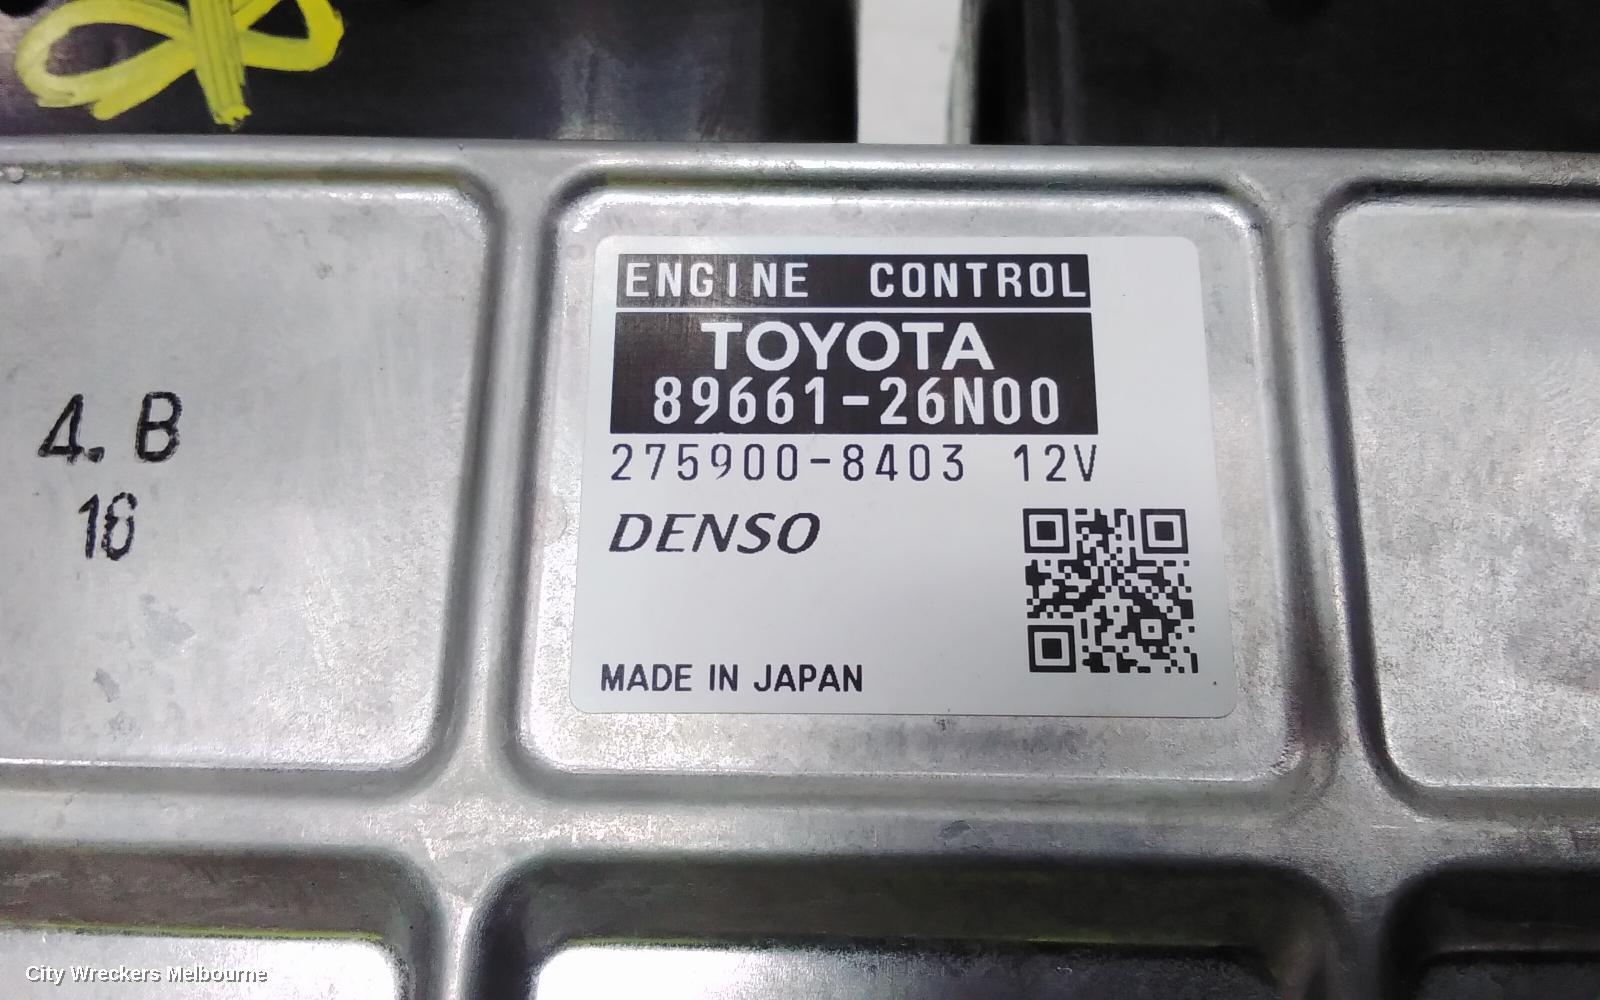 ENGINE CONTROL
TOYOTA
89661-26N00
275900-8403 12V
DENSO
MADE IN JAPAN
4. B
16
City Wreckers Melbourne